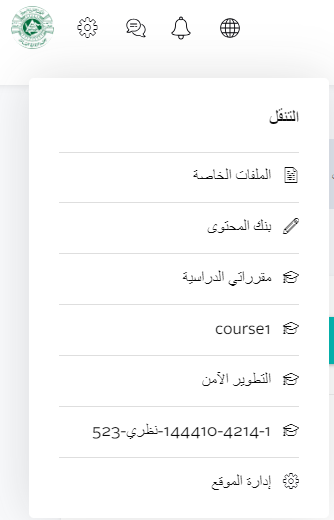 التنقل
الملفات الخاصة
بنك المحتوى
مقرراتي الدراسية
course1
التطوير الآمن
144410-4214-1-نظري-523
إدارة الموقع